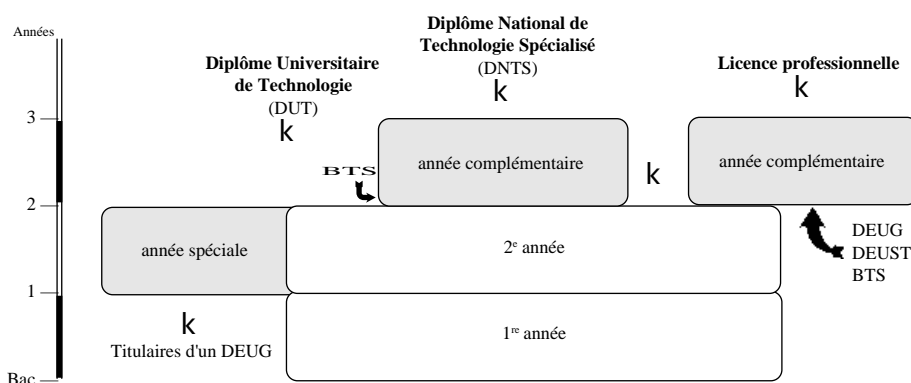 Années
Diplôme National de
Technologie Spécialisé
(DNTS)
k
Diplôme Universitaire
de Technologie
(DUT)
k
Licence professionnelle
k
3
année complémentaire
année complémentaire
BTS
k
2
année spéciale
2e année
DEUG
DEUST
BTS
1
k
Titulaires d'un DEUG
1re année
Bac